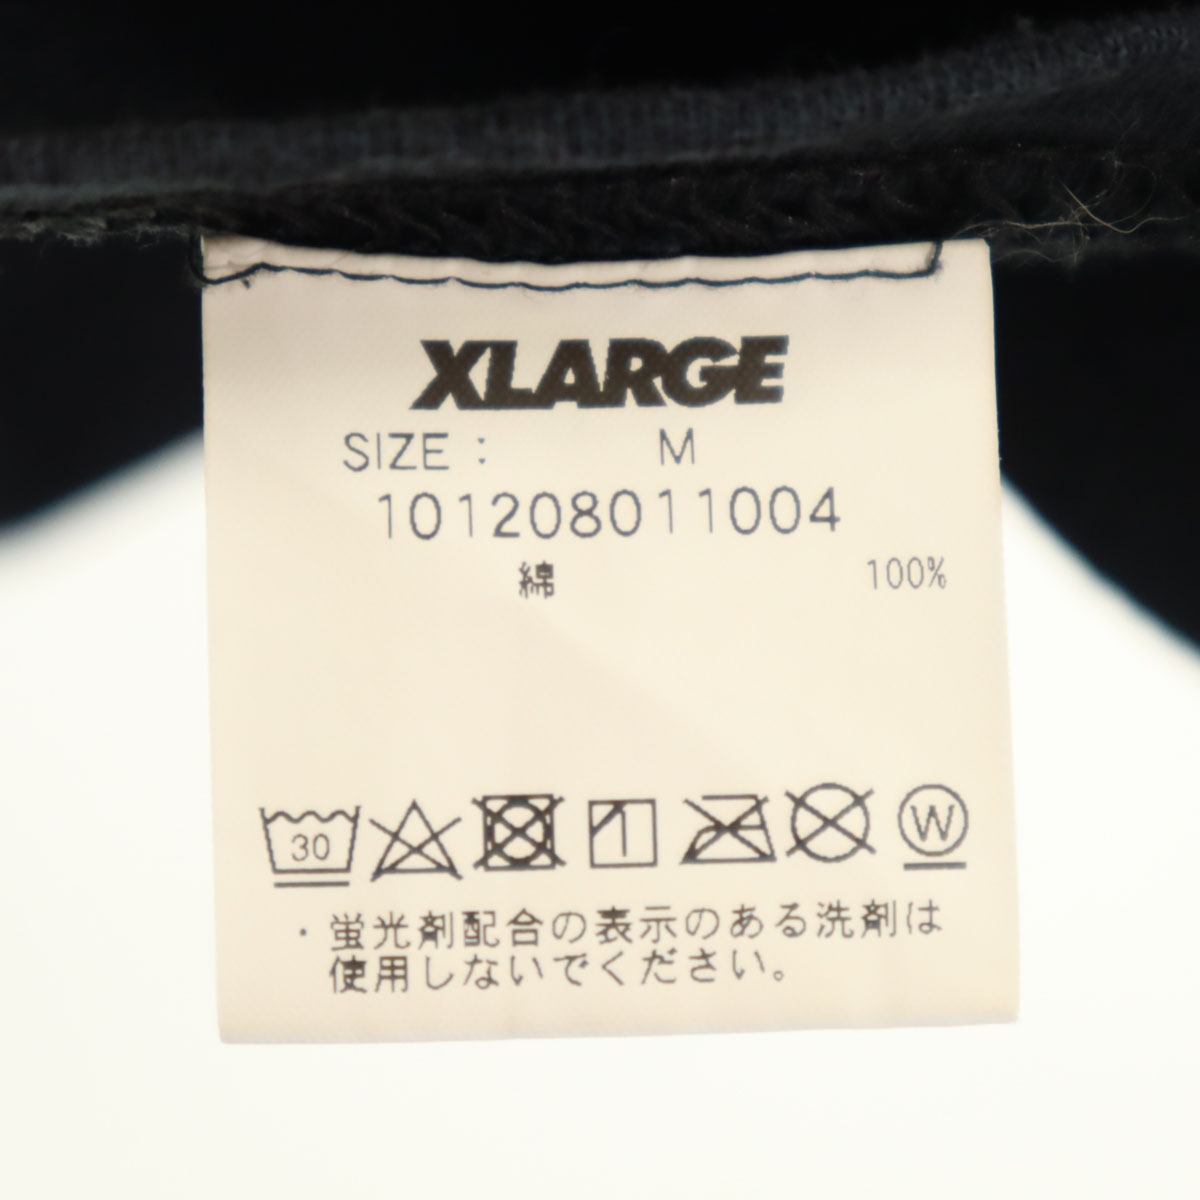 XLARGE
SIZE : M
101208011004
綿 100%
30 W
・蛍光剤配合の表示のある洗剤は
使用しないでください。